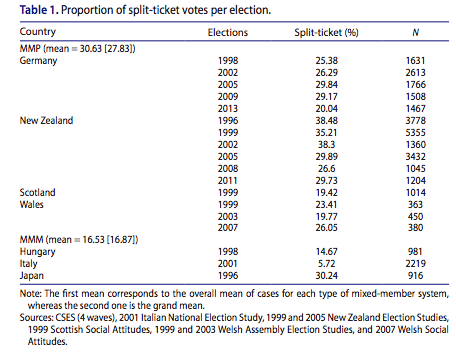 Table 1. Proportion of split-ticket votes per election.
Country Elections Split-ticket (%) N
MMP (mean = 30.63 [27.83])
Germany 1998 25.38 1631
2002 26.29 2613
2005 29.84 1766
2009 29.17 1508
2013 20.04 1467
New Zealand 1996 38.48 3778
1999 35.21 5355
2002 38.3 1360
2005 29.89 3432
2008 26.6 1045
2011 29.73 1204
Scotland 1999 19.42 1014
Wales 1999 23.41 363
2003 19.77 450
2007 26.05 380
MMM (mean = 16.53 [16.87])
Hungary 1998 14.67 981
Italy 2001 5.72 2219
Japan 1996 30.24 916
Note: The first mean corresponds to the overall mean of cases for each type of mixed-member system,
whereas the second one is the grand mean.
Sources: CSES (4 waves), 2001 Italian National Election Study, 1999 and 2005 New Zealand Election Studies,
1999 Scottish Social Attitudes, 1999 and 2003 Welsh Assembly Election Studies, and 2007 Welsh Social
Attitudes.